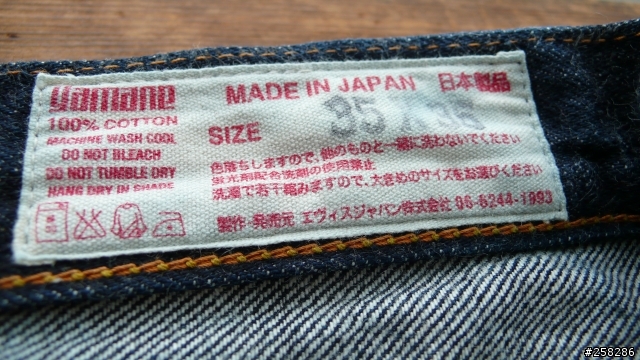 Yamane
100% COTTON
MACHINE WASH COOL
DO NOT BLEACH
DO NOT TUMBLE DRY
HANG DRY IN SHADE
MADE IN JAPAN 日本製品
SIZE 35 X 36
色落ちしますので、他のものと一緒に洗わないでください
蛍光剤配合洗剤の使用禁止
洗濯で若干縮みますので、大きめのサイズをお選びください
製作・発売元 エヴィスジャパン株式会社 06-6244-1993
#258286